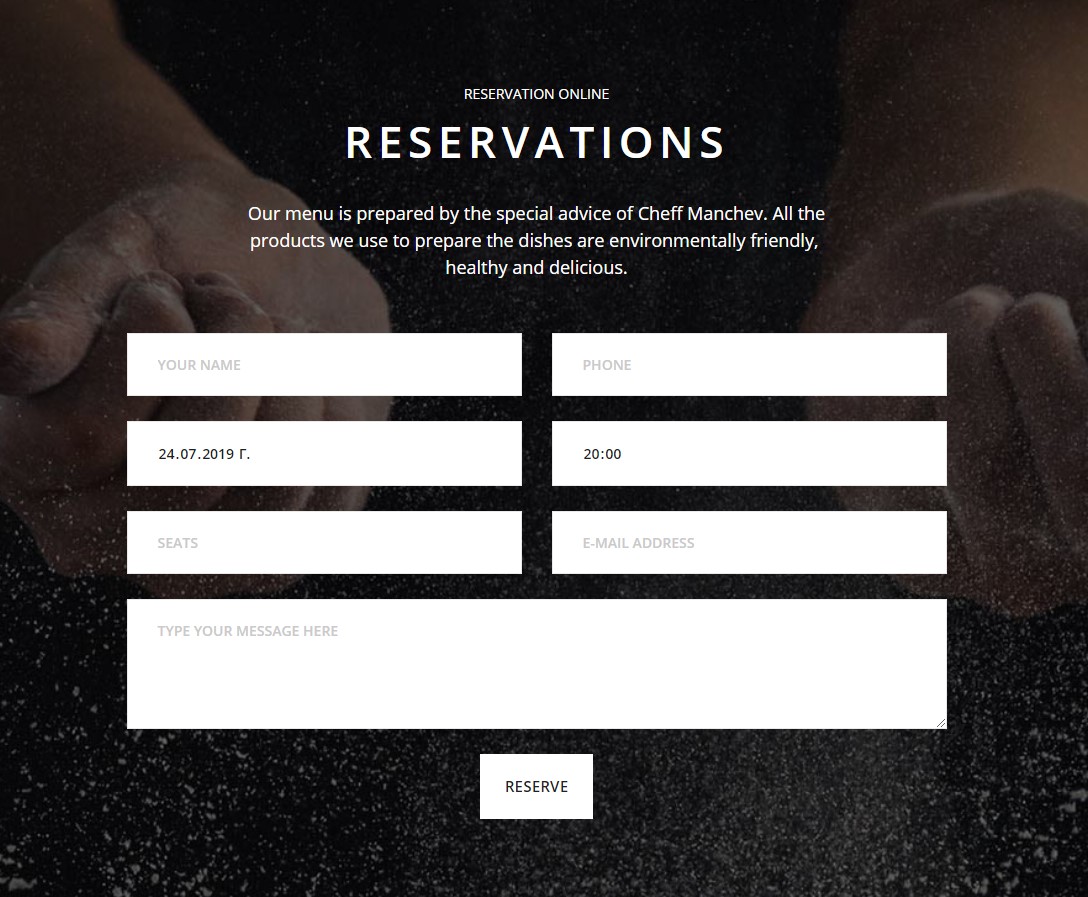 RESERVATION ONLINE
RESERVATIONS
Our menu is prepared by the special advice of Cheff Manchev. All the
products we use to prepare the dishes are environmentally friendly,
healthy and delicious.
YOUR NAME
PHONE
24.07.2019 Г.
20:00
SEATS
E-MAIL ADDRESS
TYPE YOUR MESSAGE HERE
RESERVE